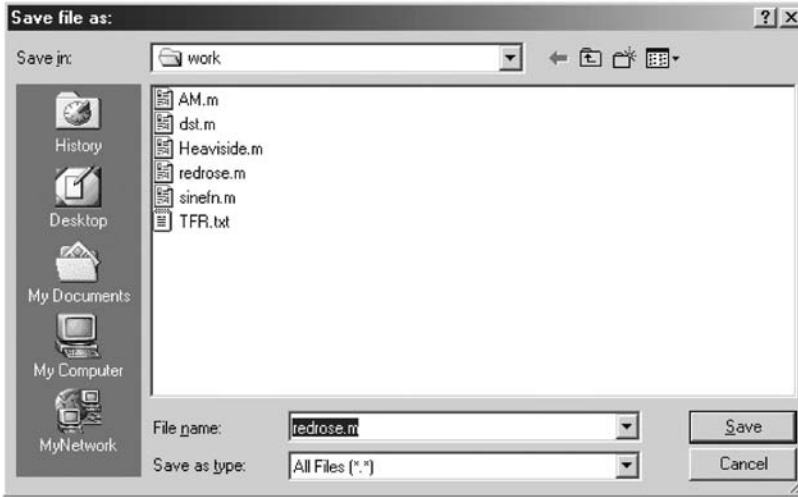 Save file as:
Save in:
work
History
Desktop
My Documents
My Computer
MyNetwork
AM.m
dst.m
Heaviside.m
redrose.m
sinefn.m
TFR.txt
File name:
redrose.m
Save
Save as type:
All Files (*.*)
Cancel